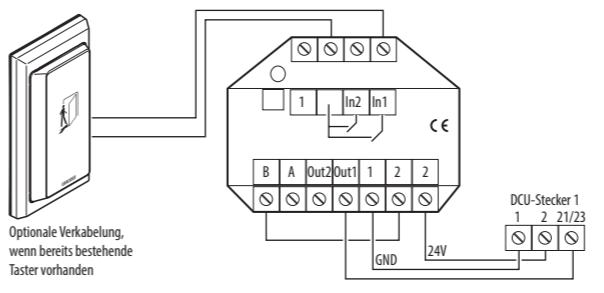 1 In2 In1
CE
B A Out2 Out1 1 2 2
DCU-Stecker 1
1 2 21/23
24V
GND
Optionale Verkabelung,
wenn bereits bestehende
Taster vorhanden